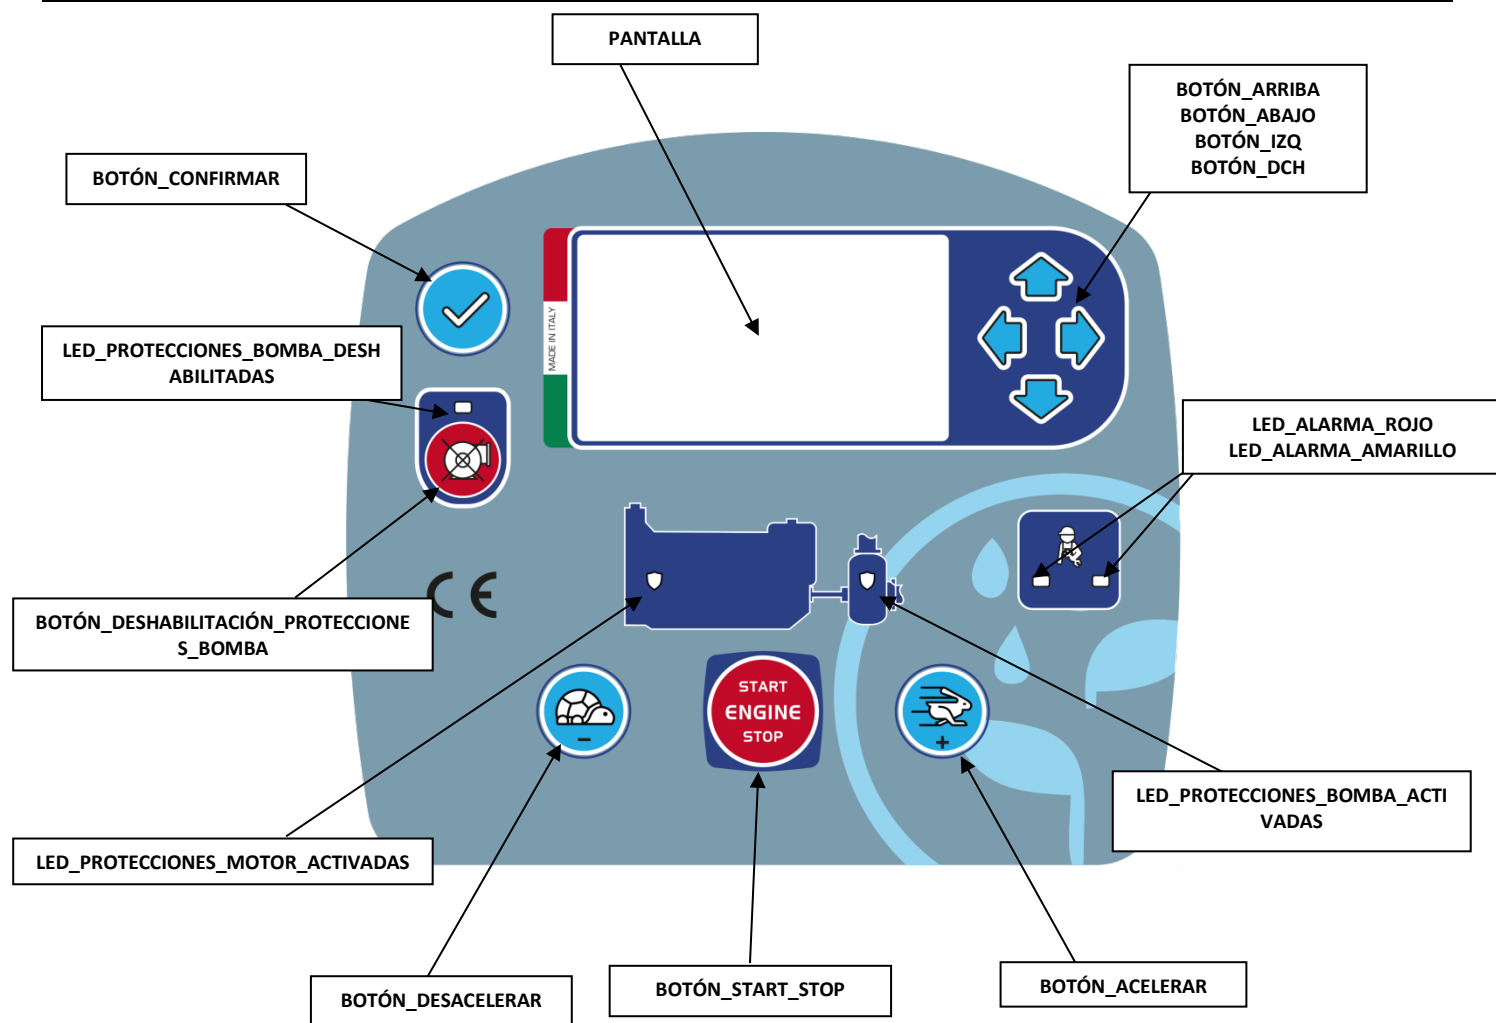 PANTALLA
BOTÓN_ARRIBA
BOTÓN_ABAJO
BOTÓN_IZQ
BOTÓN_DCH
BOTÓN_CONFIRMAR
MADE IN ITALY
LED_PROTECCIONES_BOMBA_DESH
ABILITADAS
LED_ALARMA_ROJO
LED_ALARMA_AMARILLO
CE
BOTÓN_DESHABILITACIÓN_PROTECCIONE
S_BOMBA
START
ENGINE
STOP
-
+
LED_PROTECCIONES_BOMBA_ACTI
VADAS
LED_PROTECCIONES_MOTOR_ACTIVADAS
BOTÓN_DESACELERAR
BOTÓN_START_STOP
BOTÓN_ACELERAR